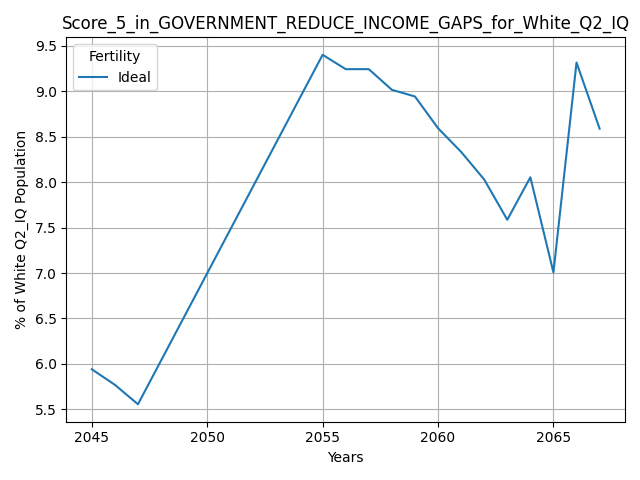 Score_5_in_GOVERNMENT_REDUCE_INCOME_GAPS_for_White_Q2_IQ
Fertility
Ideal
% of White Q2_IQ Population
9.5
9.0
8.5
8.0
7.5
7.0
6.5
6.0
5.5
2045 2050 2055 2060 2065
Years